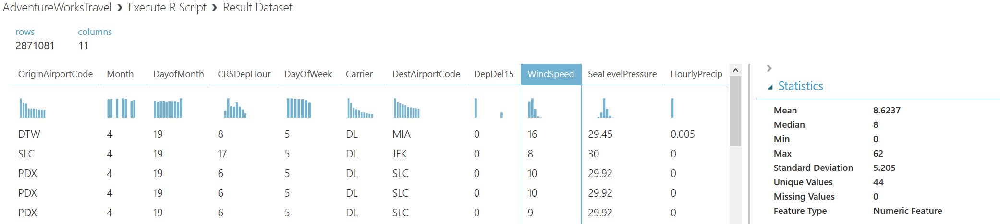 AdventureWorksTravel › Execute R Script › Result Dataset
rows columns
2871081 11
OriginAirportCode Month DayofMonth CRSDepHour DayOfWeek Carrier DestAirportCode DepDel15 WindSpeed SeaLevelPressure HourlyPrecip
DTW 4 19 8 5 DL MIA 0 16 29.45 0.005
SLC 4 19 17 5 DL JFK 0 8 30 0
PDX 4 19 6 5 DL SLC 0 10 29.92 0
PDX 4 19 6 5 DL SLC 0 10 29.92 0
PDX 4 19 6 5 DL SLC 0 9 29.92 0
Statistics
Mean 8.6237
Median 8
Min 0
Max 62
Standard Deviation 5.205
Unique Values 44
Missing Values 0
Feature Type Numeric Feature